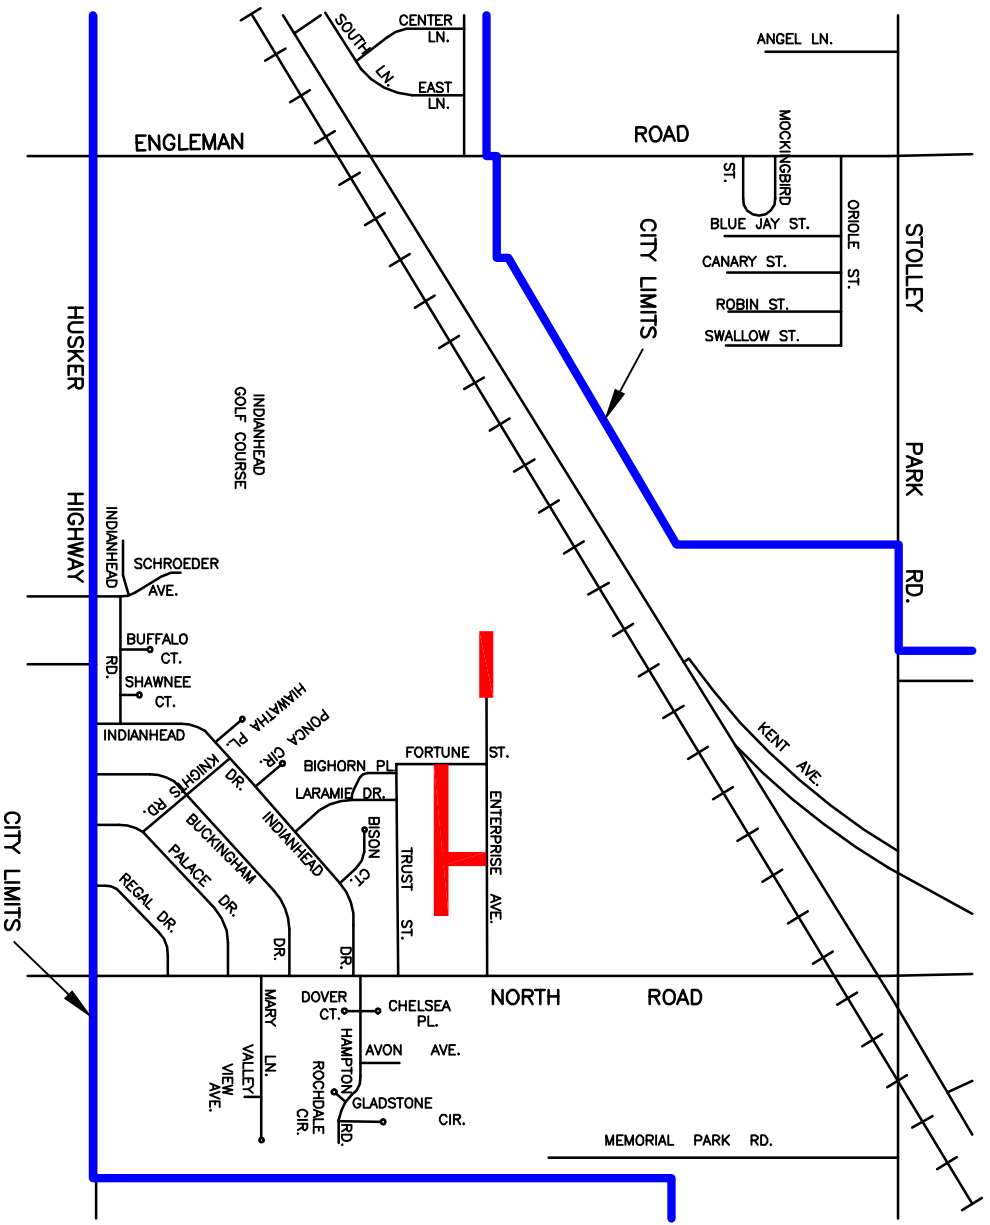 SOUTH
LN.
CENTER
LN.
EAST
LN.
ANGEL LN.
ENGLEMAN
ROAD
MOCKINGBIRD
ST.
ORIOLE ST.
BLUE JAY ST.
CANARY ST.
ROBIN ST.
SWALLOW ST.
CITY LIMITS
STOLLEY
PARK
RD.
HUSKER
HIGHWAY
INDIANHEAD
GOLF COURSE
INDIANHEAD
RD.
SCHROEDER
AVE.
BUFFALO
CT.
SHAWNEE
CT.
INDIANHEAD
DR.
INDIANHEAD
DR.
HIAWATHA PL.
PONCA CIR.
KNIGHTS RD.
BUCKINGHAM
DR.
PALACE DR.
REGAL DR.
BIGHORN PL
LARAMIE DR.
BISON
CT.
FORTUNE ST.
TRUST ST.
ENTERPRISE AVE.
KENT AVE.
CITY LIMITS
NORTH ROAD
MARY LN.
VALLEY
VIEW
AVE.
DOVER
CT.
CHELSEA
PL.
HAMPTON
RD.
AVON AVE.
ROCHDALE
CIR.
GLADSTONE
CIR.
MEMORIAL PARK RD.